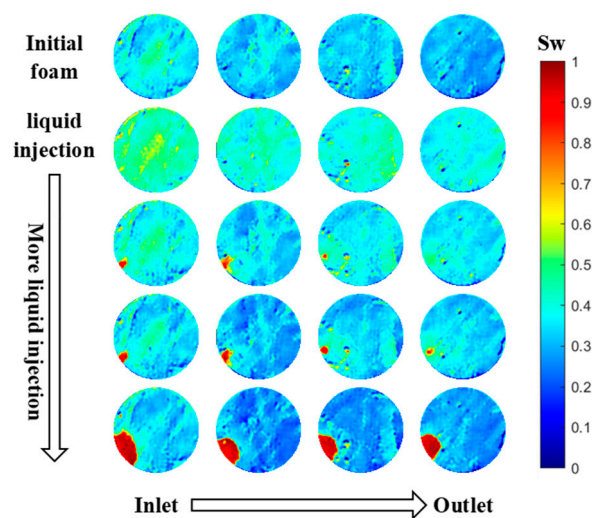 Initial
foam
Sw
liquid
injection
More liquid injection
1
0.9
0.8
0.7
0.6
0.5
0.4
0.3
0.2
0.1
0
Inlet
Outlet